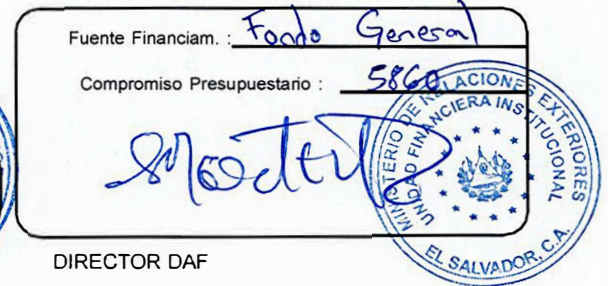 Fuente Financiam. : Fondo General
Compromiso Presupuestario : 5860
MINISTERIO DE RELACIONES EXTERIORES
UNIDAD FINANCIERA INSTITUCIONAL
EL SALVADOR, C.A.
DIRECTOR DAF